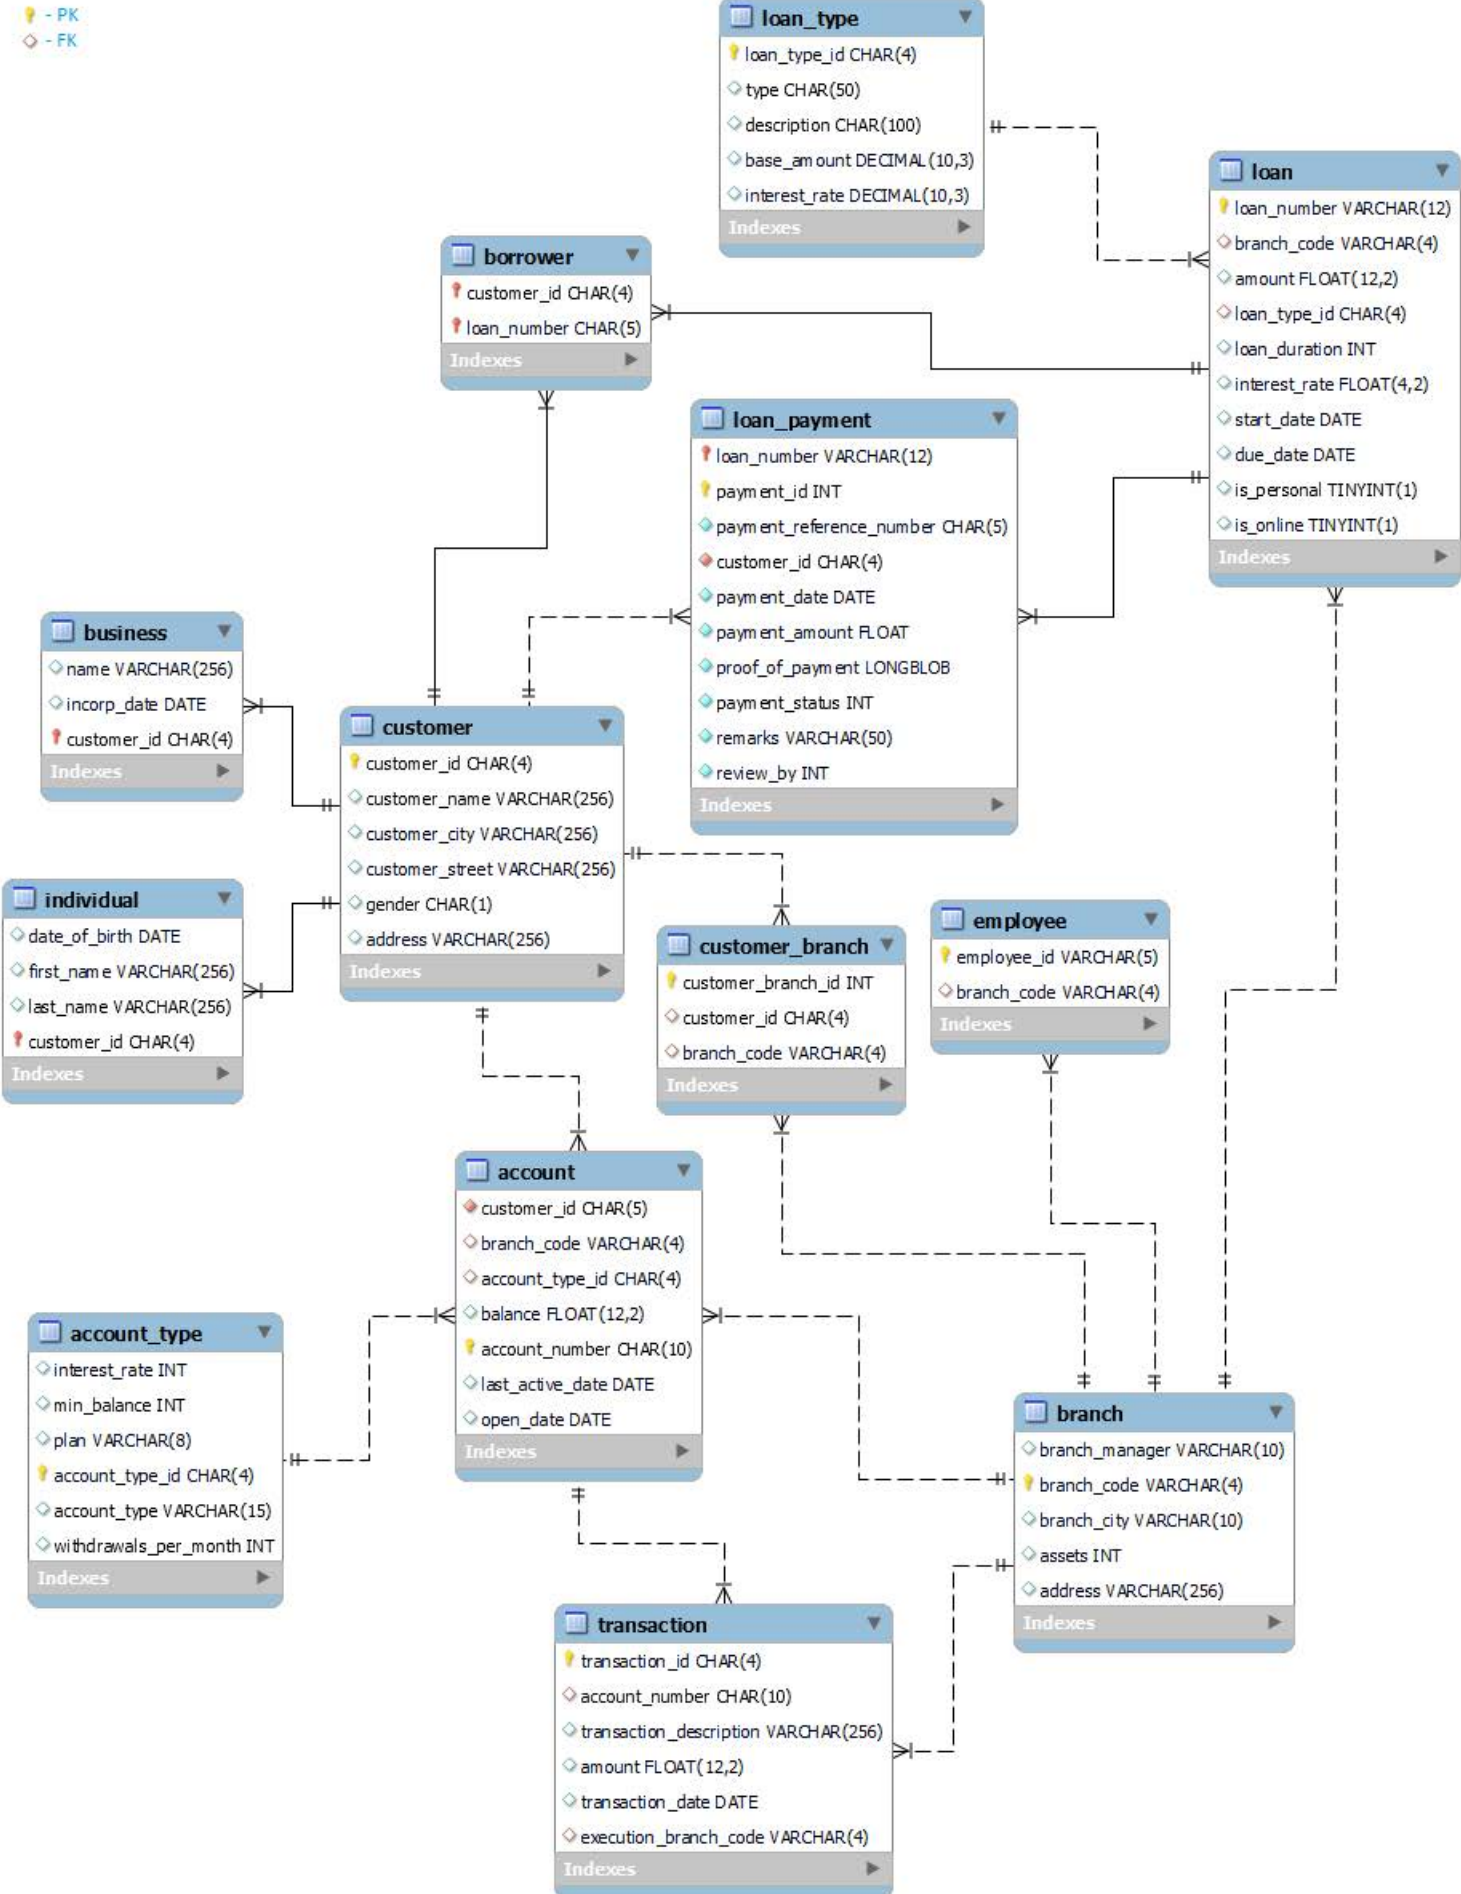 - PK
- FK
loan_type
loan_type_id CHAR(4)
type CHAR(50)
description CHAR(100)
base_amount DECIMAL(10,3)
interest_rate DECIMAL(10,3)
Indexes
loan
loan_number VARCHAR(12)
branch_code VARCHAR(4)
amount FLOAT(12,2)
loan_type_id CHAR(4)
loan_duration INT
interest_rate FLOAT(4,2)
start_date DATE
due_date DATE
is_personal TINYINT(1)
is_online TINYINT(1)
Indexes
borrower
customer_id CHAR(4)
loan_number CHAR(5)
Indexes
loan_payment
loan_number VARCHAR(12)
payment_id INT
payment_reference_number CHAR(5)
customer_id CHAR(4)
payment_date DATE
payment_amount FLOAT
proof_of_payment LONGBLOB
payment_status INT
remarks VARCHAR(50)
review_by INT
Indexes
business
name VARCHAR(256)
incorp_date DATE
customer_id CHAR(4)
Indexes
customer
customer_id CHAR(4)
customer_name VARCHAR(256)
customer_city VARCHAR(256)
customer_street VARCHAR(256)
gender CHAR(1)
address VARCHAR(256)
Indexes
individual
date_of_birth DATE
first_name VARCHAR(256)
last_name VARCHAR(256)
customer_id CHAR(4)
Indexes
customer_branch
customer_branch_id INT
customer_id CHAR(4)
branch_code VARCHAR(4)
Indexes
employee
employee_id VARCHAR(5)
branch_code VARCHAR(4)
Indexes
account
customer_id CHAR(5)
branch_code VARCHAR(4)
account_type_id CHAR(4)
balance FLOAT(12,2)
account_number CHAR(10)
last_active_date DATE
open_date DATE
Indexes
account_type
interest_rate INT
min_balance INT
plan VARCHAR(8)
account_type_id CHAR(4)
account_type VARCHAR(15)
withdrawals_per_month INT
Indexes
branch
branch_manager VARCHAR(10)
branch_code VARCHAR(4)
branch_city VARCHAR(10)
assets INT
address VARCHAR(256)
Indexes
transaction
transaction_id CHAR(4)
account_number CHAR(10)
transaction_description VARCHAR(256)
amount FLOAT(12,2)
transaction_date DATE
execution_branch_code VARCHAR(4)
Indexes